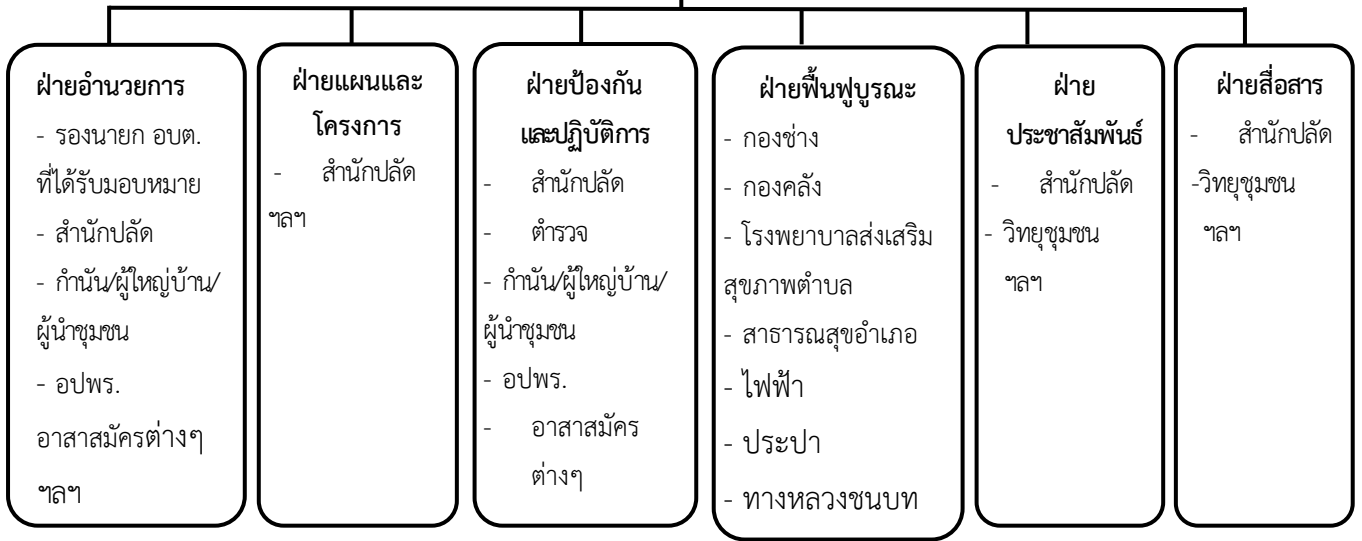 ฝ่ายอำนวยการ
- รองนายก อบต.
ที่ได้รับมอบหมาย
- สำนักปลัด
- กำนัน/ผู้ใหญ่บ้าน/
ผู้นำชุมชน
- อปพร.
อาสาสมัครต่างๆ
ฯลฯ
ฝ่ายแผนและ
โครงการ
- สำนักปลัด
ฯลฯ
ฝ่ายป้องกัน
และปฏิบัติการ
- สำนักปลัด
- ตำรวจ
- กำนัน/ผู้ใหญ่บ้าน/
ผู้นำชุมชน
- อปพร.
- อาสาสมัคร
ต่างๆ
ฝ่ายฟื้นฟูบูรณะ
- กองช่าง
- กองคลัง
- โรงพยาบาลส่งเสริม
สุขภาพตำบล
- สาธารณสุขอำเภอ
- ไฟฟ้า
- ประปา
- ทางหลวงชนบท
ฝ่าย
ประชาสัมพันธ์
- สำนักปลัด
- วิทยุชุมชน
ฯลฯ
ฝ่ายสื่อสาร
- สำนักปลัด
-วิทยุชุมชน
ฯลฯ